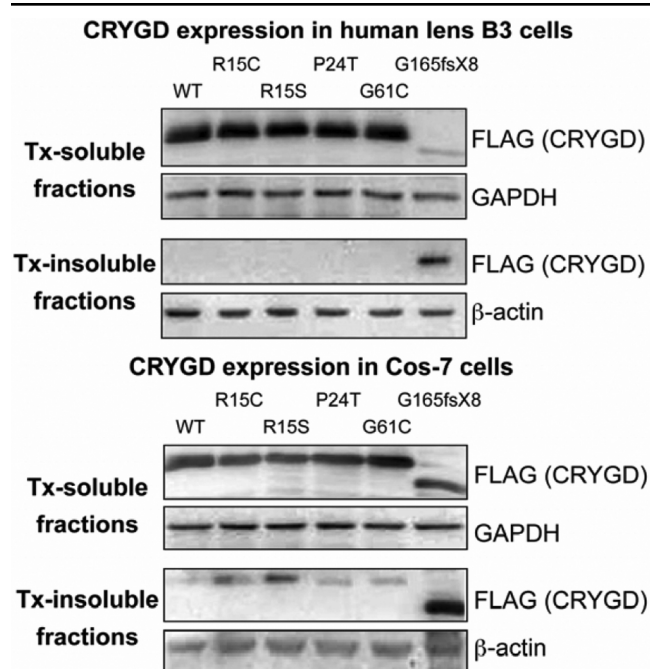 CRYGD expression in human lens B3 cells
R15C P24T G165fsX8
WT R15S G61C
Tx-soluble fractions
FLAG (CRYGD)
GAPDH
Tx-insoluble fractions
FLAG (CRYGD)
β-actin
CRYGD expression in Cos-7 cells
R15C P24T G165fsX8
WT R15S G61C
Tx-soluble fractions
FLAG (CRYGD)
GAPDH
Tx-insoluble fractions
FLAG (CRYGD)
β-actin